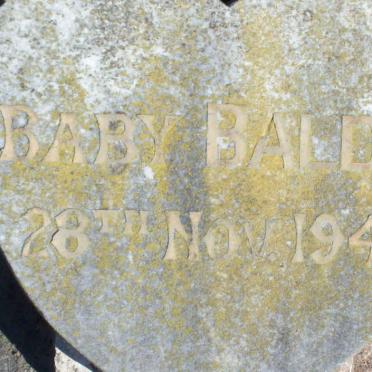 BABY BALD
28TH NOV. 194